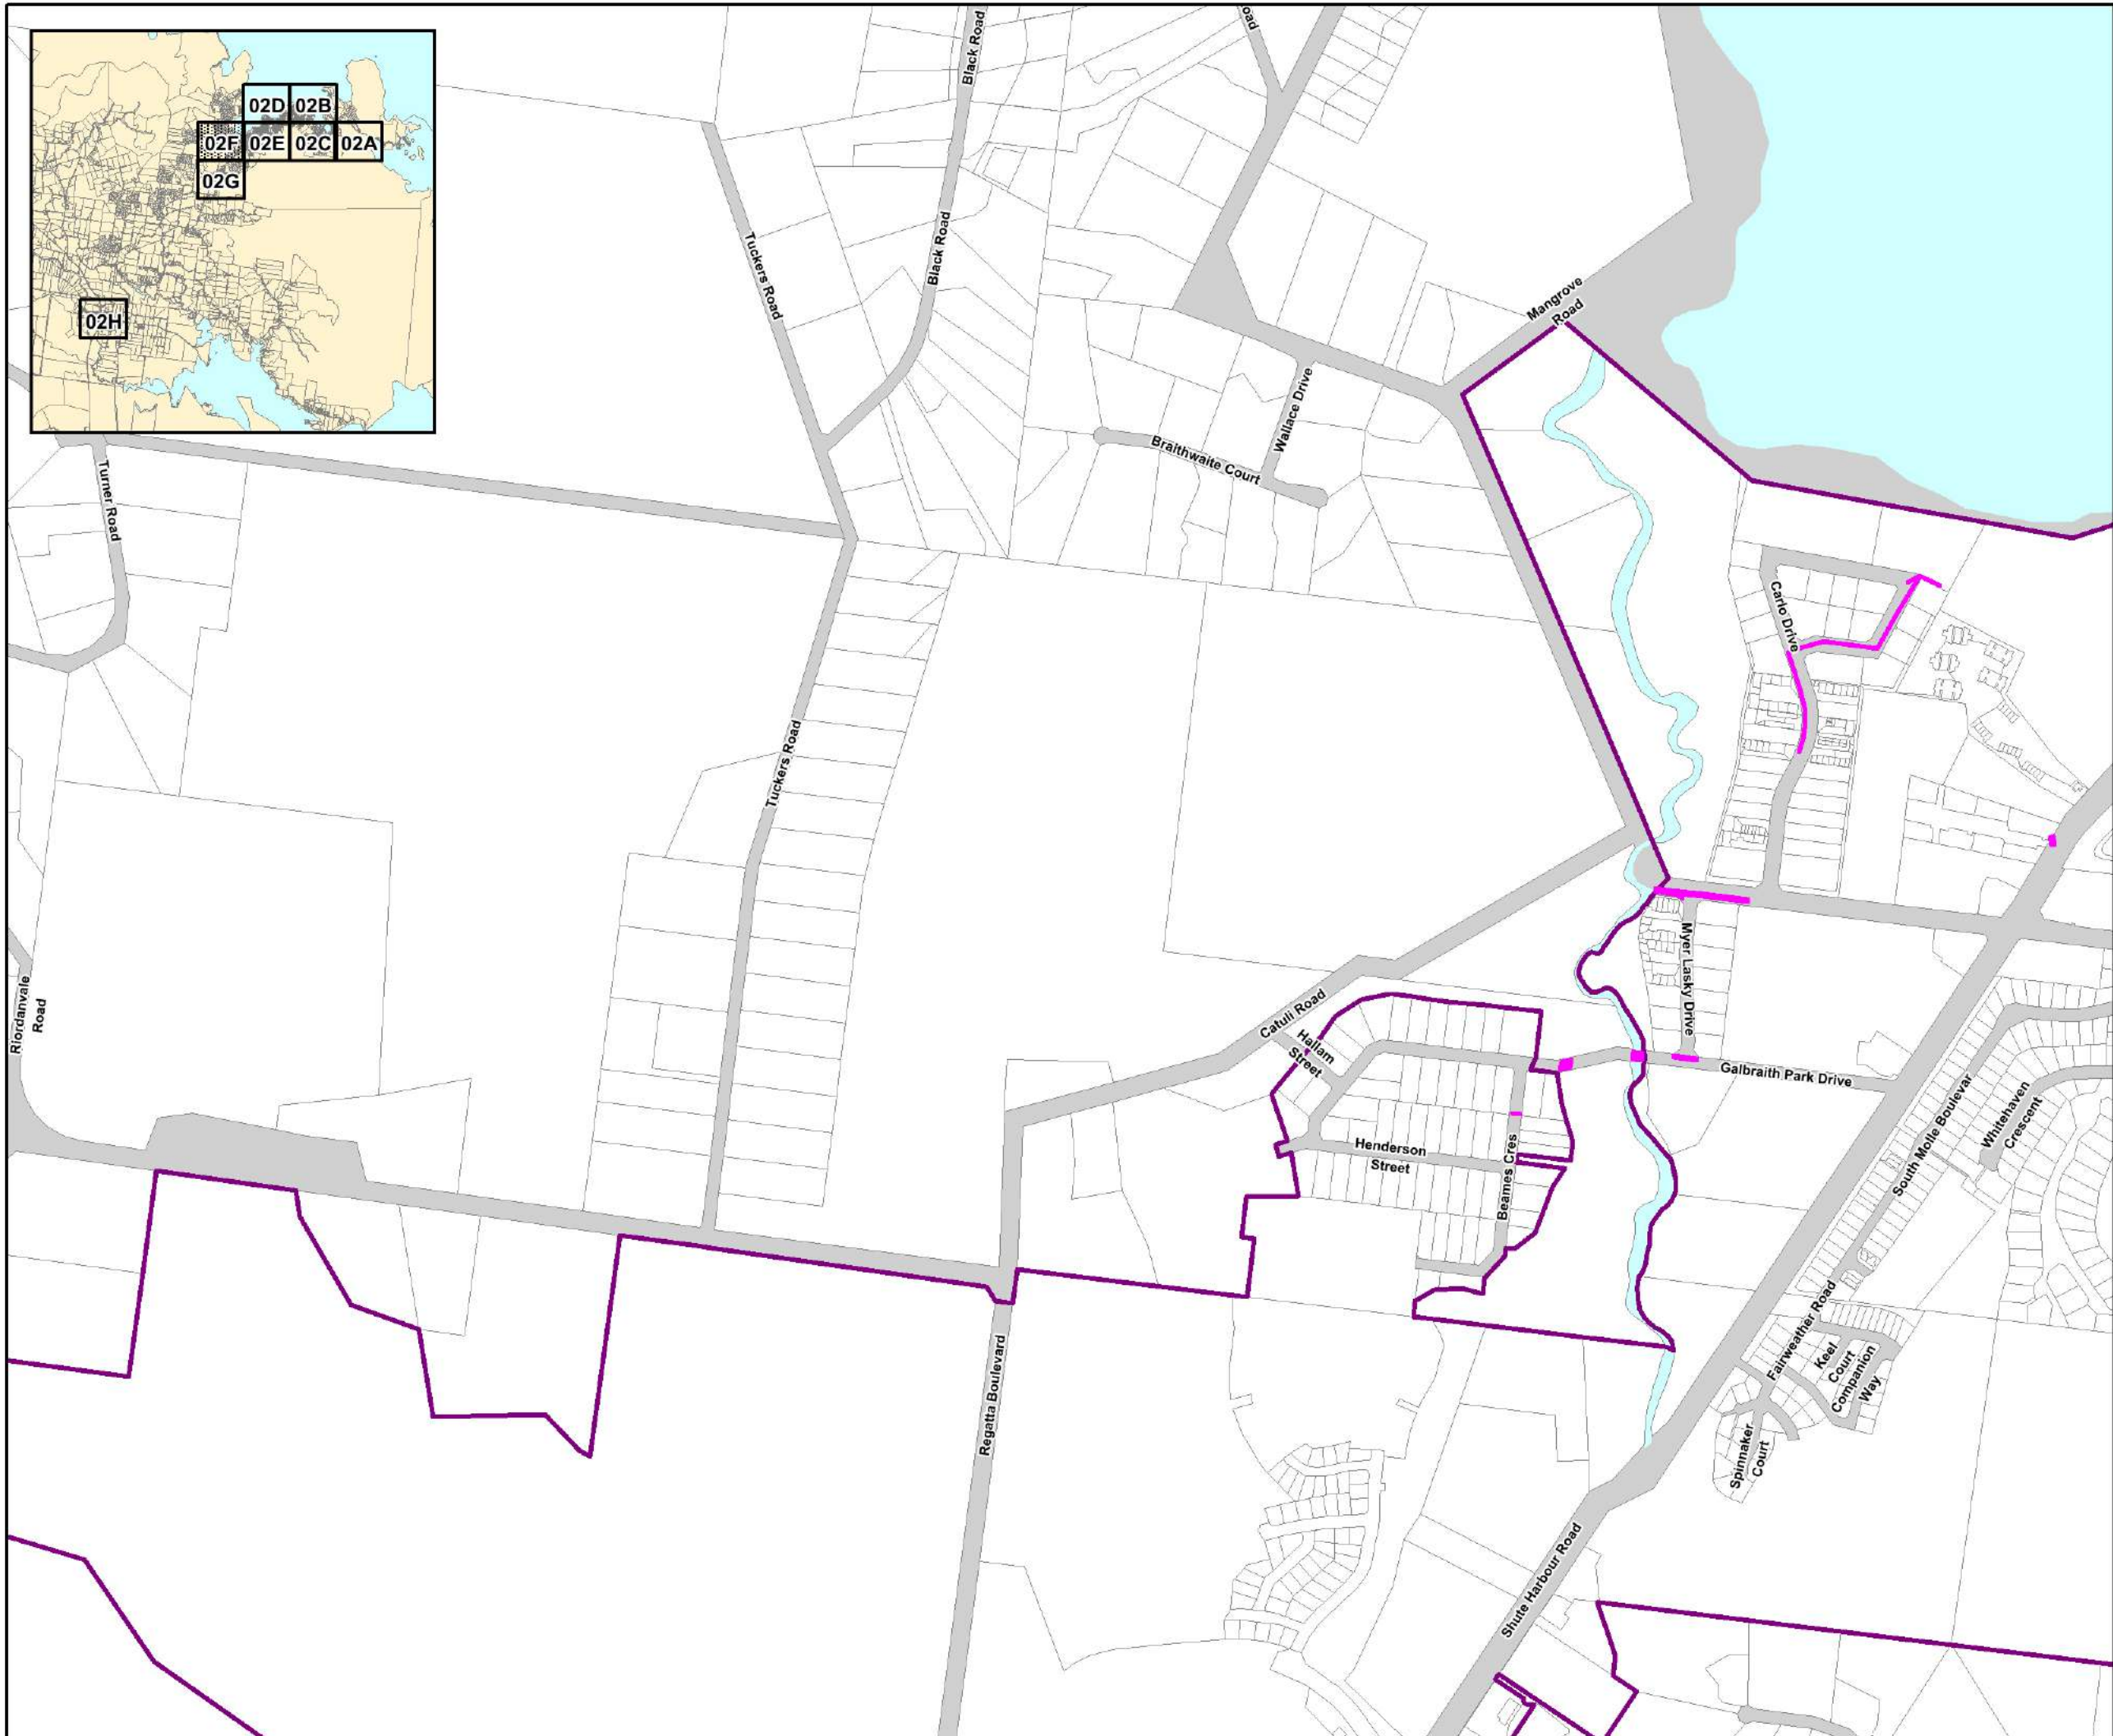 02D
02B
02F
02E
02C
02A
02G
02H
Black Road
oad
Tuckers Road
Black Road
Mangrove
Road
Wallace Drive
Braithwaite Court
Turner Road
Carlo Drive
Tuckers Road
Riordanvale
Road
Myer Lasky Drive
Catuli Road
Hallam
Street
Galbraith Park Drive
South Molle Boulevar
Whitehaven
Crescent
Henderson
Street
Beames Cres
Fairweather Road
Keel
Court
Companion
Way
Regatta Boulevard
Spinnaker
Court
Shute Harbour Road